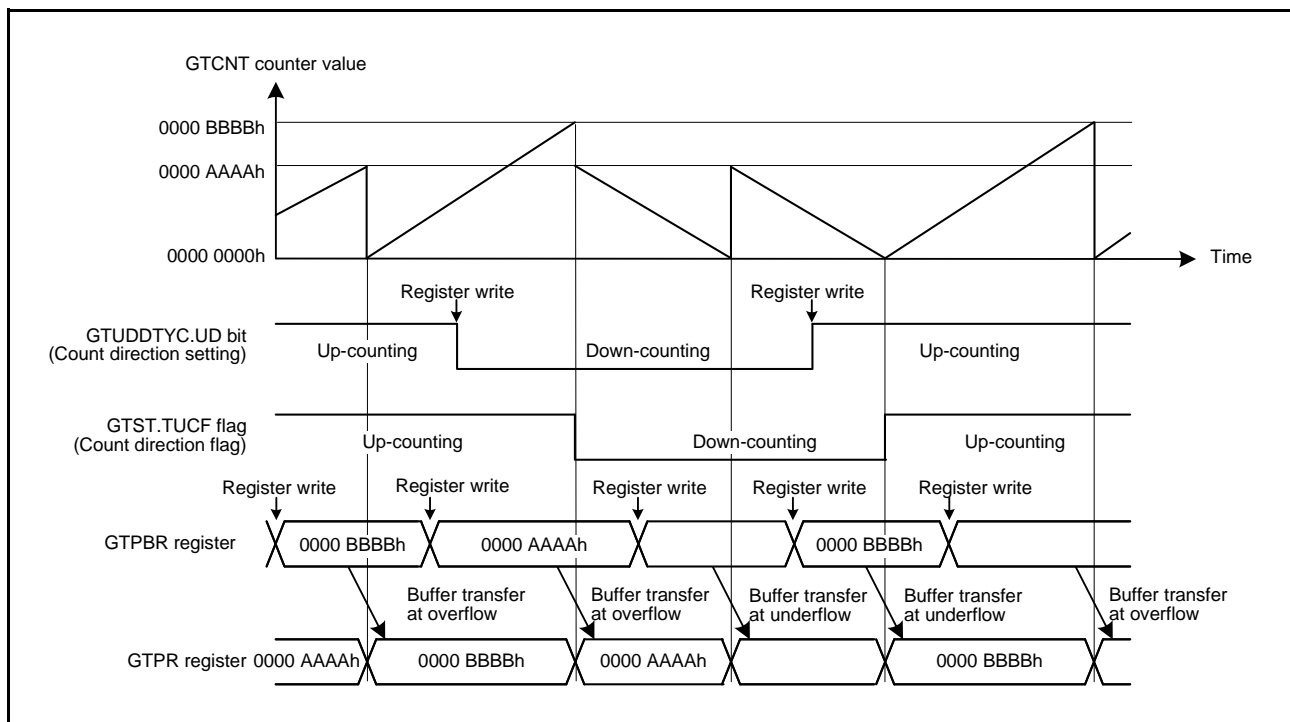 GTCNT counter value
0000 BBBBh
0000 AAAAh
0000 0000h
Time
Register write Register write
GTUDDTYC.UD bit
(Count direction setting)
Up-counting Down-counting Up-counting
GTST.TUCF flag
(Count direction flag)
Up-counting Down-counting Up-counting
Register write Register write Register write Register write Register write
GTPBR register 0000 BBBBh 0000 AAAAh 0000 BBBBh
Buffer transfer Buffer transfer Buffer transfer Buffer transfer Buffer transfer
at overflow at overflow at underflow at underflow at overflow
GTPR register 0000 AAAAh 0000 BBBBh 0000 AAAAh 0000 BBBBh